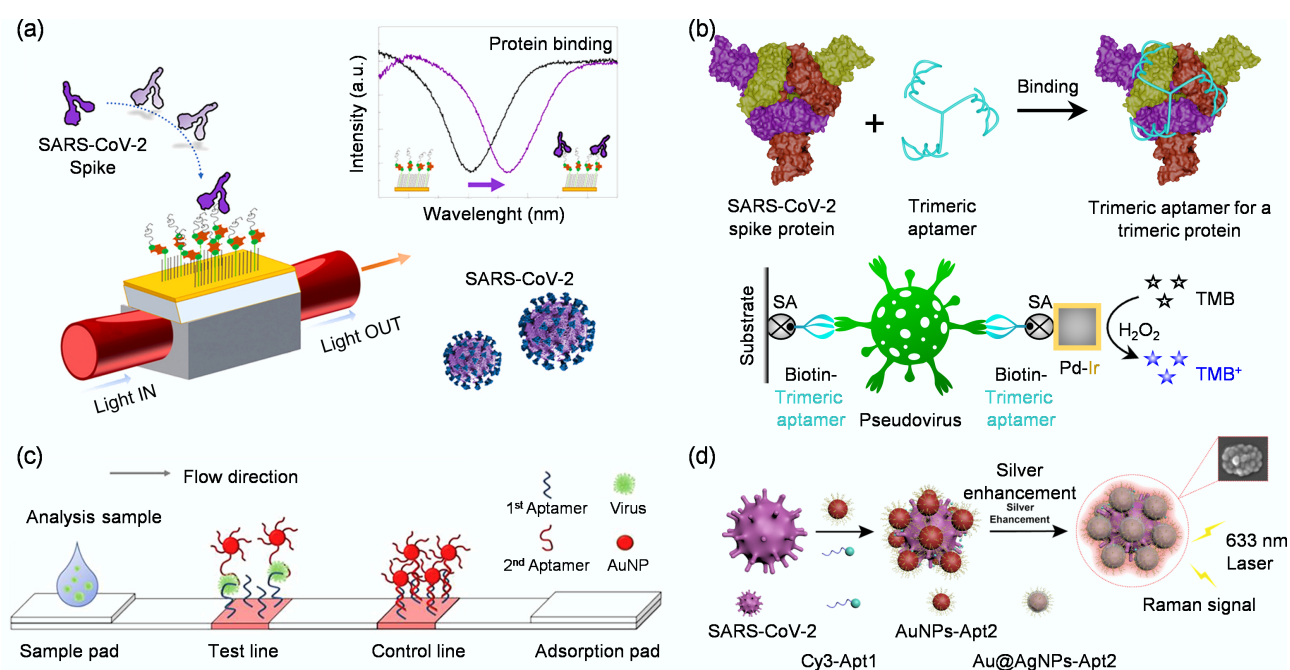 (a)
SARS-CoV-2
Spike
Protein binding
Intensity (a.u.)
Wavelenght (nm)
Light IN
Light OUT
SARS-CoV-2
(b)
Binding
SARS-CoV-2
spike protein
Trimeric
aptamer
Trimeric aptamer for a
trimeric protein
Substrate
SA
SA
TMB
H₂O₂
Pd-Ir
TMB⁺
Biotin-
Trimeric
aptamer
Pseudovirus
Biotin-
Trimeric
aptamer
(c)
Flow direction
Analysis sample
1st Aptamer
Virus
2nd Aptamer
AuNP
Sample pad
Test line
Control line
Adsorption pad
(d)
Silver
enhancement
Silver
Ehancement
633 nm
Laser
Raman signal
SARS-CoV-2
Cy3-Apt1
AuNPs-Apt2
Au@AgNPs-Apt2